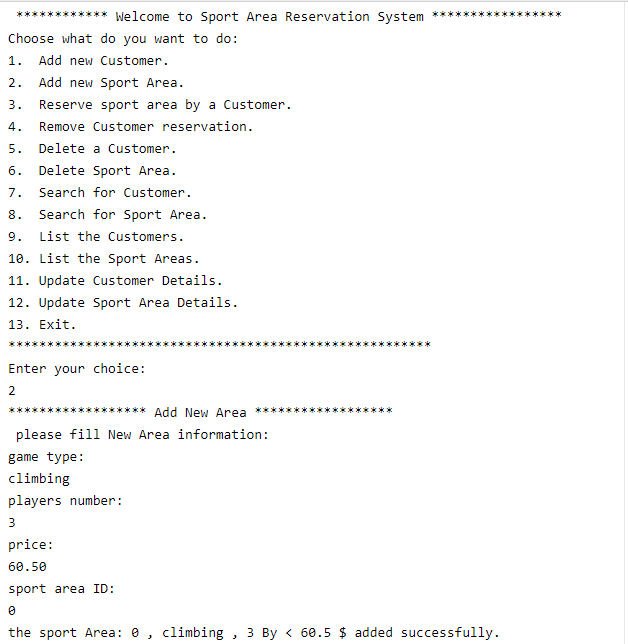 ************ Welcome to Sport Area Reservation System *****************
Choose what do you want to do:
1.  Add new Customer.
2.  Add new Sport Area.
3.  Reserve sport area by a Customer.
4.  Remove Customer reservation.
5.  Delete a Customer.
6.  Delete Sport Area.
7.  Search for Customer.
8.  Search for Sport Area.
9.  List the Customers.
10. List the Sport Areas.
11. Update Customer Details.
12. Update Sport Area Details.
13. Exit.
*******************************************************
Enter your choice:
2
****************** Add New Area ******************
please fill New Area information:
game type:
climbing
players number:
3
price:
60.50
sport area ID:
0
the sport Area: 0 , climbing , 3 By < 60.5 $ added successfully.